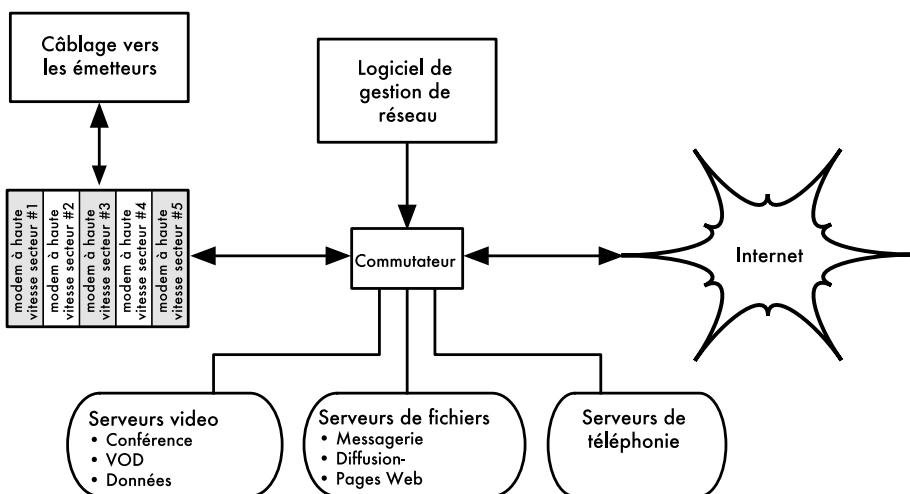 Câblage vers
les émetteurs
Logiciel de
gestion de
réseau
modem à haute
vitesse secteur #1
modem à haute
vitesse secteur #2
modem à haute
vitesse secteur #3
modem à haute
vitesse secteur #4
modem à haute
vitesse secteur #5
Commutateur
Internet
Serveurs video
• Conférence
• VOD
• Données
Serveurs de fichiers
• Messagerie
• Diffusion-
• Pages Web
Serveurs de
téléphonie